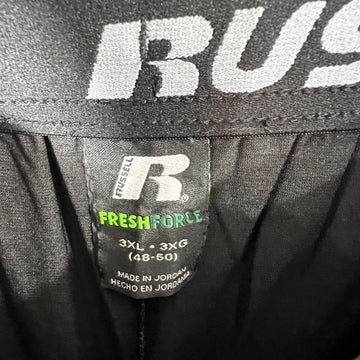 RUS
RUSSELL
R®
FRESHFORCE
3XL • 3XG
(48-50)
MADE IN JORDAN
HECHO EN JORDANIA